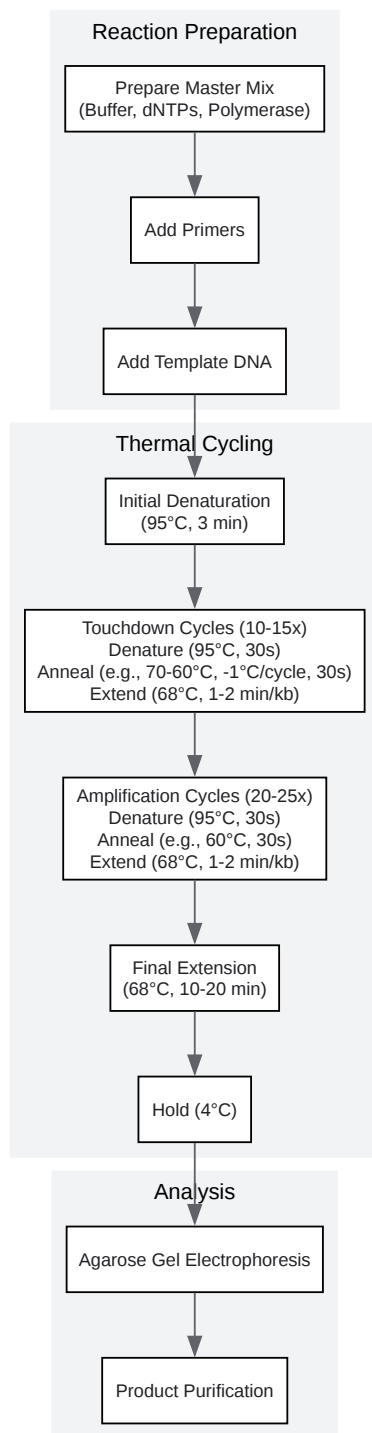 Reaction Preparation
Prepare Master Mix
(Buffer, dNTPs, Polymerase)
Add Primers
Add Template DNA
Thermal Cycling
Initial Denaturation
(95°C, 3 min)
Touchdown Cycles (10-15x)
Denature (95°C, 30s)
Anneal (e.g., 70-60°C, -1°C/cycle, 30s)
Extend (68°C, 1-2 min/kb)
Amplification Cycles (20-25x)
Denature (95°C, 30s)
Anneal (e.g., 60°C, 30s)
Extend (68°C, 1-2 min/kb)
Final Extension
(68°C, 10-20 min)
Hold (4°C)
Analysis
Agarose Gel Electrophoresis
Product Purification